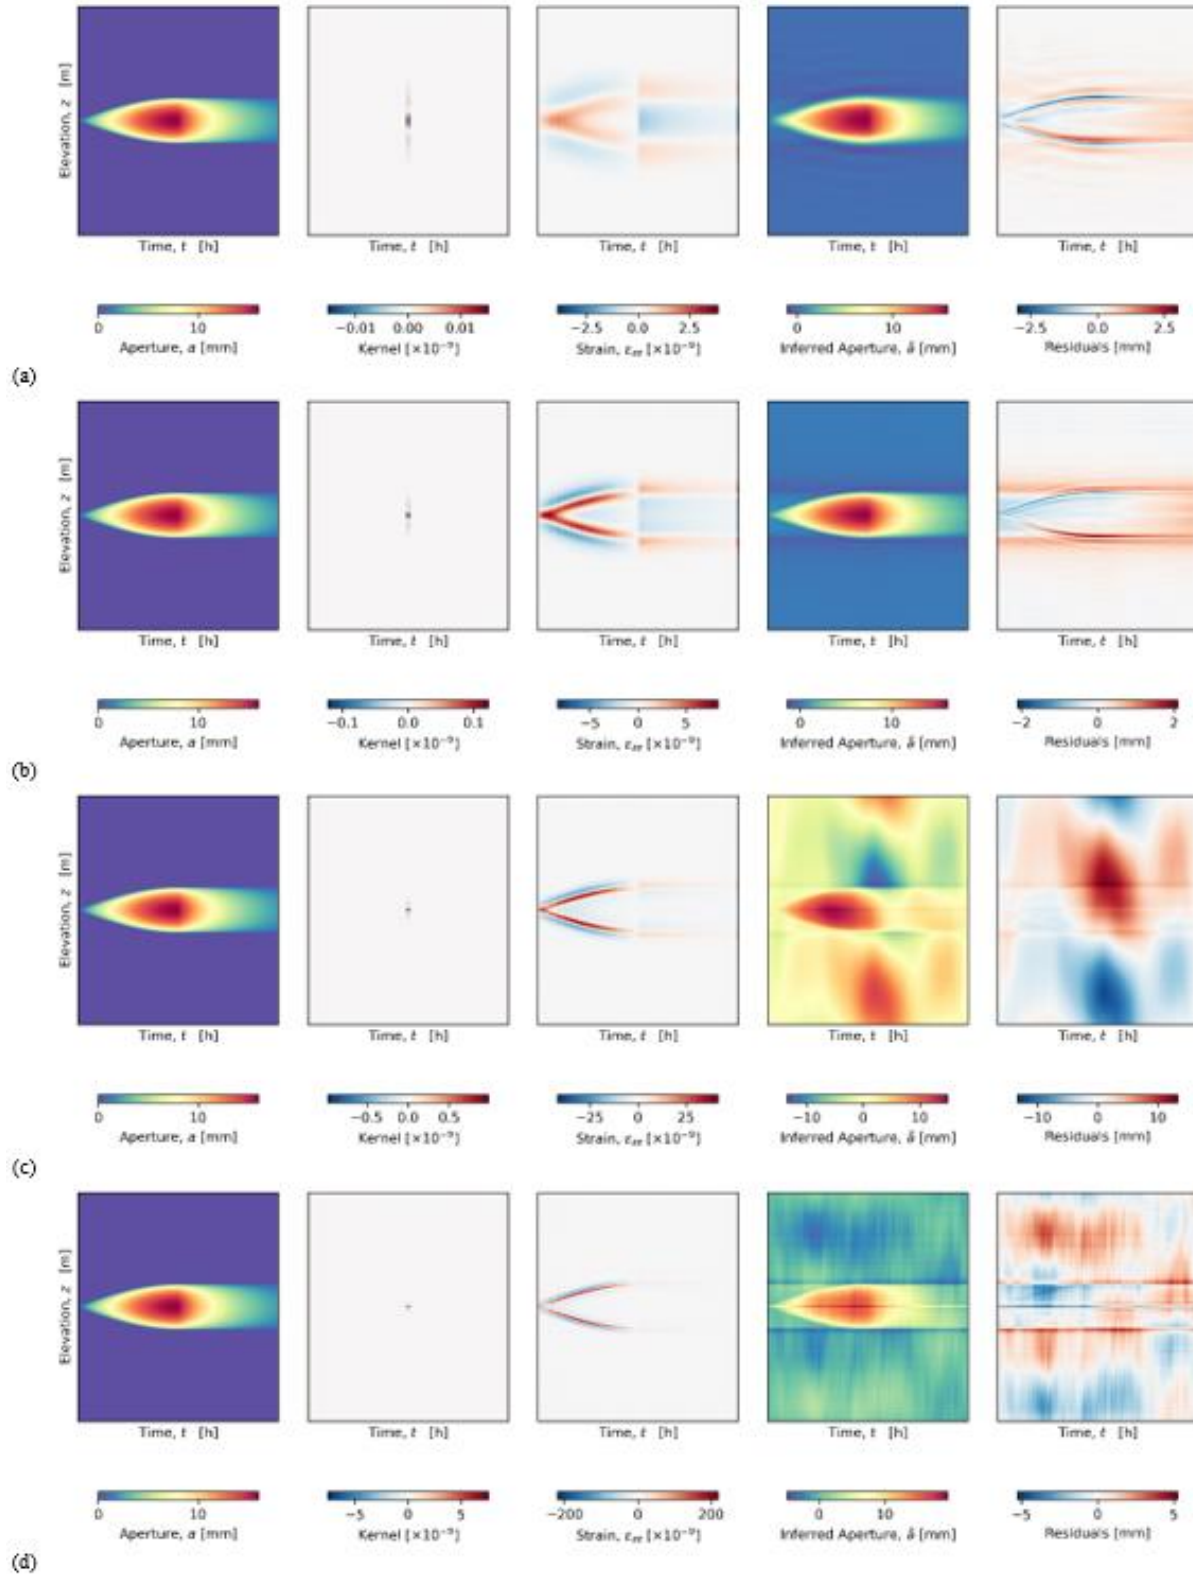 Elevation, z [m]
Time, t [h] Time, t [h] Time, t [h] Time, t [h] Time, t [h]
0 10 −0.01 0.00 0.01 −2.5 0.0 2.5 0 10 −2.5 0.0 2.5
Aperture, a [mm] Kernel [×10⁻⁹] Strain, εzz [×10⁻⁹] Inferred Aperture, â [mm] Residuals [mm]
(a)
Elevation, z [m]
Time, t [h] Time, t [h] Time, t [h] Time, t [h] Time, t [h]
0 10 −0.1 0.0 0.1 −5 0 5 0 10 −2 0 2
Aperture, a [mm] Kernel [×10⁻⁹] Strain, εzz [×10⁻⁹] Inferred Aperture, â [mm] Residuals [mm]
(b)
Elevation, z [m]
Time, t [h] Time, t [h] Time, t [h] Time, t [h] Time, t [h]
0 10 −0.5 0.0 0.5 −25 0 25 −10 0 10 −10 0 10
Aperture, a [mm] Kernel [×10⁻⁹] Strain, εzz [×10⁻⁹] Inferred Aperture, â [mm] Residuals [mm]
(c)
Elevation, z [m]
Time, t [h] Time, t [h] Time, t [h] Time, t [h] Time, t [h]
0 10 −5 0 5 −200 0 200 0 10 −5 0 5
Aperture, a [mm] Kernel [×10⁻⁹] Strain, εzz [×10⁻⁹] Inferred Aperture, â [mm] Residuals [mm]
(d)